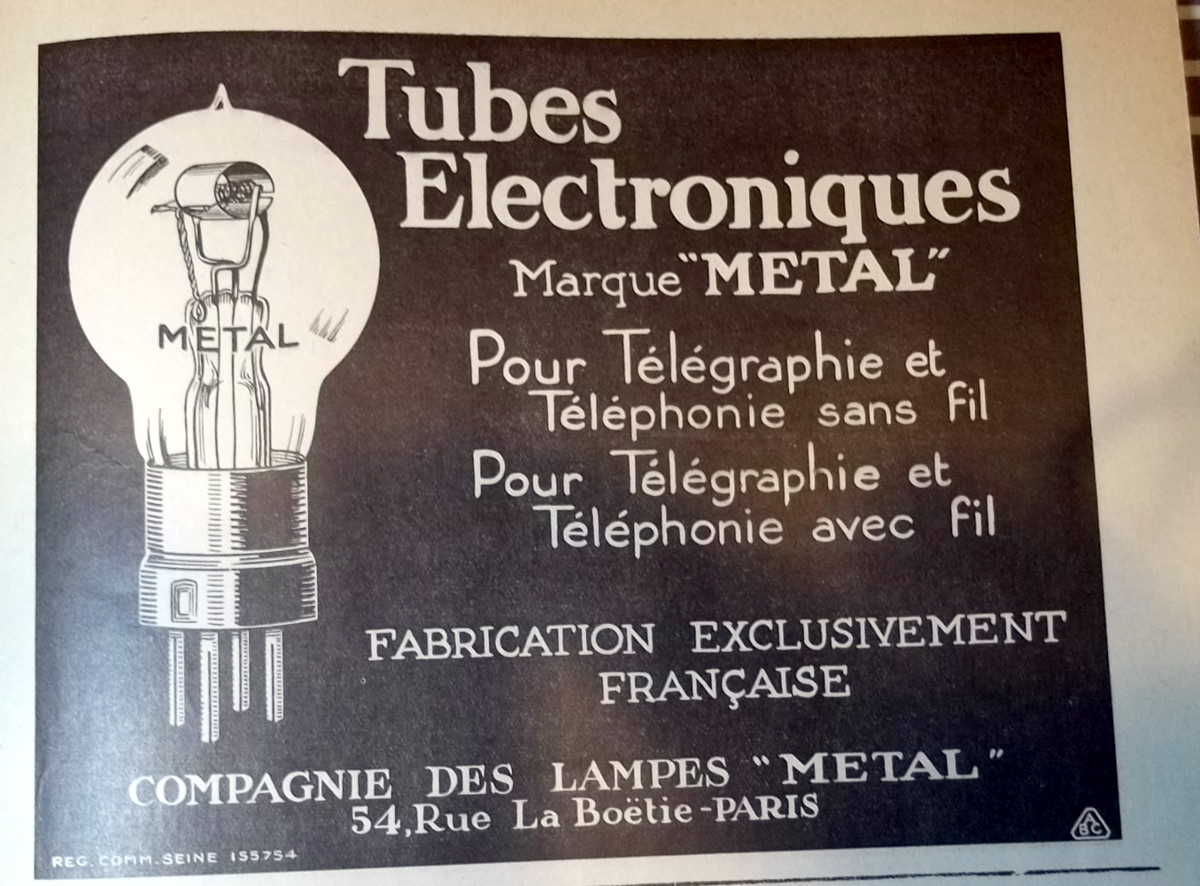 Tubes
Electroniques
Marque "METAL"
METAL
Pour Télégraphie et
Téléphonie sans fil
Pour Télégraphie et
Téléphonie avec fil
FABRICATION EXCLUSIVEMENT
FRANÇAISE
COMPAGNIE DES LAMPES "METAL"
54, Rue La Boëtie - PARIS
REG. COMM. SEINE 155754
ABC